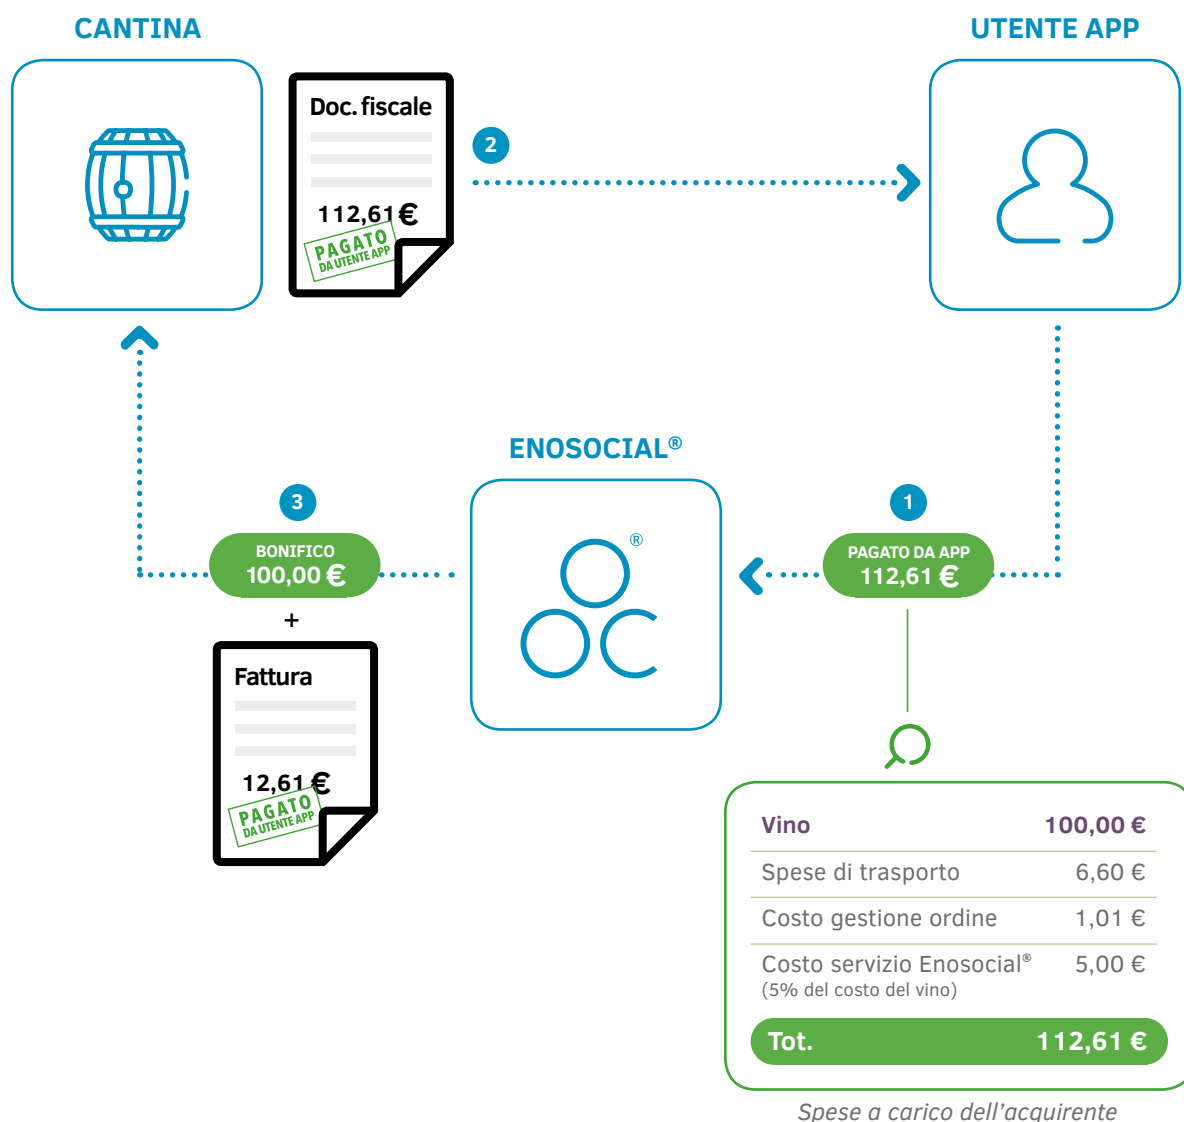 CANTINA
UTENTE APP
Doc. fiscale
112,61 €
PAGATO
DA UTENTE APP
2
ENOSOCIAL®
®
3
BONIFICO
100,00 €
+
Fattura
12,61 €
PAGATO
DA UTENTE APP
1
PAGATO DA APP
112,61 €
Vino 100,00 €
Spese di trasporto 6,60 €
Costo gestione ordine 1,01 €
Costo servizio Enosocial® 5,00 €
(5% del costo del vino)
Tot. 112,61 €
Spese a carico dell'acquirente